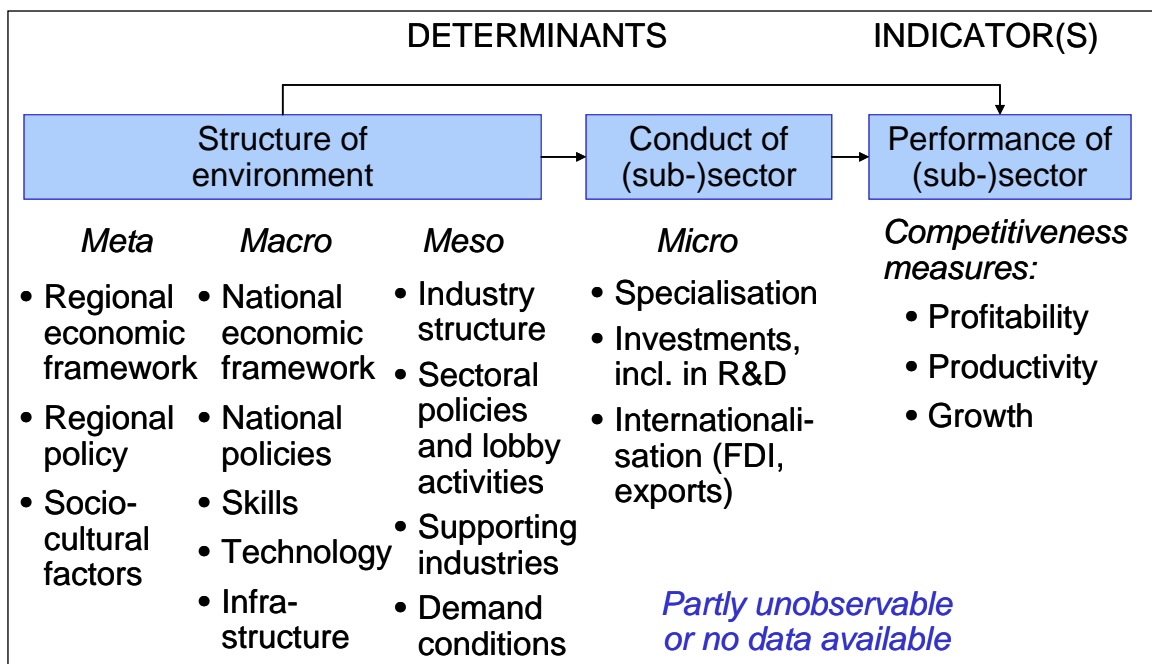 DETERMINANTS
INDICATOR(S)
Structure of
environment
Conduct of
(sub-)sector
Performance of
(sub-)sector
Meta
• Regional
economic
framework
• Regional
policy
• Socio-
cultural
factors
Macro
• National
economic
framework
• National
policies
• Skills
• Technology
• Infra-
structure
Meso
• Industry
structure
• Sectoral
policies
and lobby
activities
• Supporting
industries
• Demand
conditions
Micro
• Specialisation
• Investments,
incl. in R&D
• Internationali-
sation (FDI,
exports)
Competitiveness
measures:
• Profitability
• Productivity
• Growth
Partly unobservable
or no data available